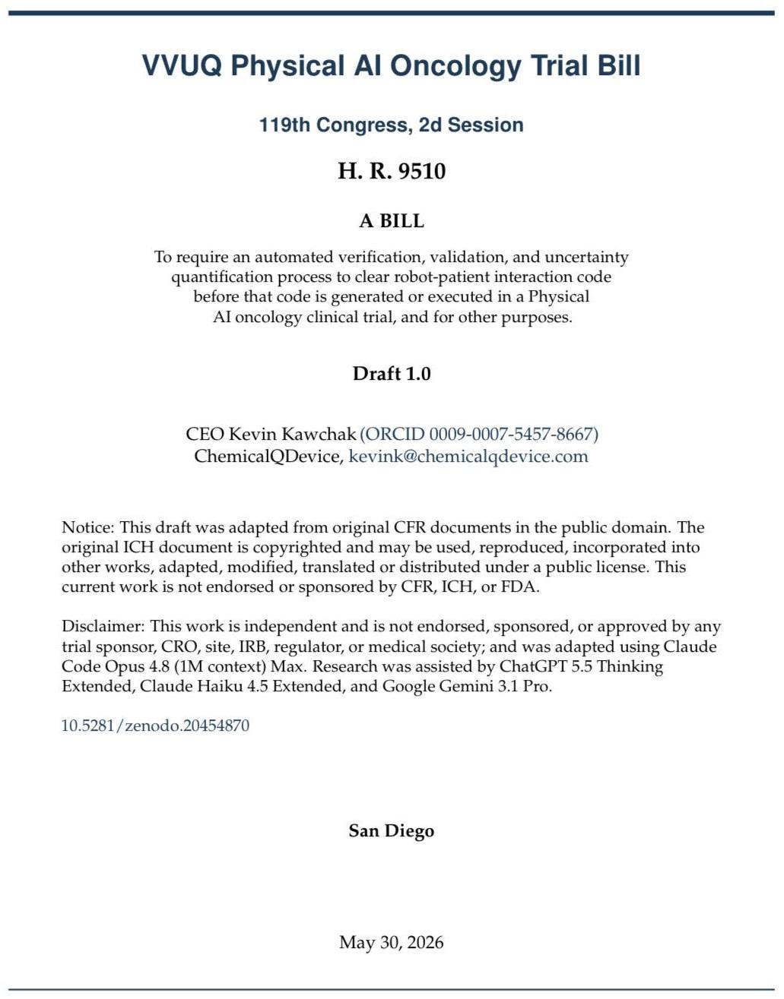 VVUQ Physical AI Oncology Trial Bill
119th Congress, 2d Session
H. R. 9510
A BILL
To require an automated verification, validation, and uncertainty
quantification process to clear robot-patient interaction code
before that code is generated or executed in a Physical
AI oncology clinical trial, and for other purposes.
Draft 1.0
CEO Kevin Kawchak (ORCID 0009-0007-5457-8667)
ChemicalQDevice, kevink@chemicalqdevice.com
Notice: This draft was adapted from original CFR documents in the public domain. The
original ICH document is copyrighted and may be used, reproduced, incorporated into
other works, adapted, modified, translated or distributed under a public license. This
current work is not endorsed or sponsored by CFR, ICH, or FDA.
Disclaimer: This work is independent and is not endorsed, sponsored, or approved by any
trial sponsor, CRO, site, IRB, regulator, or medical society; and was adapted using Claude
Code Opus 4.8 (1M context) Max. Research was assisted by ChatGPT 5.5 Thinking
Extended, Claude Haiku 4.5 Extended, and Google Gemini 3.1 Pro.
10.5281/zenodo.20454870
San Diego
May 30, 2026